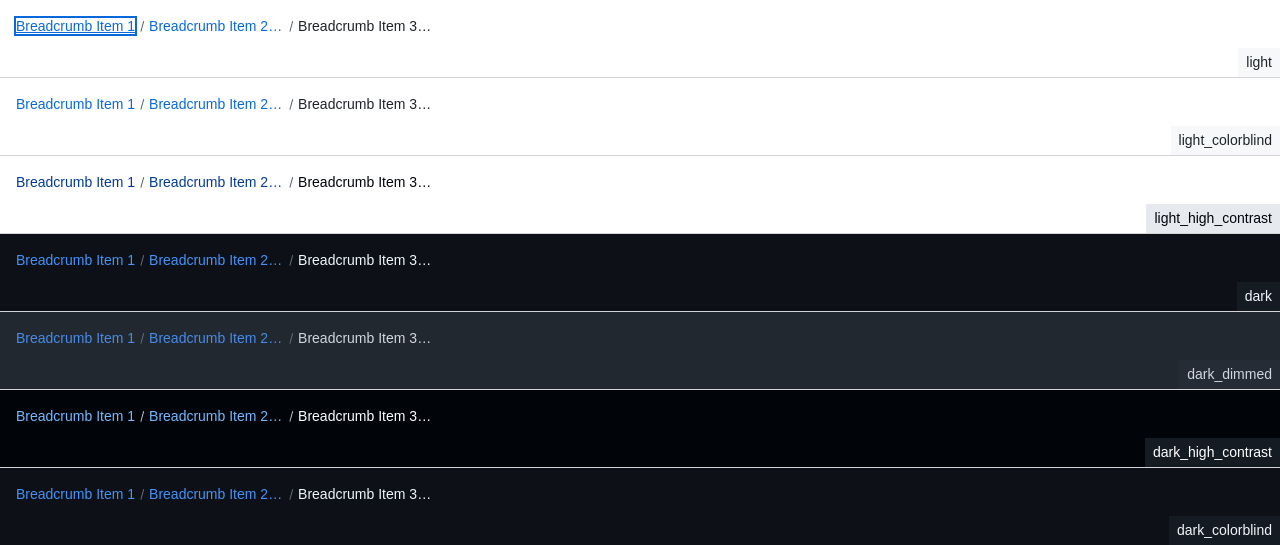 Breadcrumb Item 1 / Breadcrumb Item 2… / Breadcrumb Item 3…
light
Breadcrumb Item 1 / Breadcrumb Item 2… / Breadcrumb Item 3…
light_colorblind
Breadcrumb Item 1 / Breadcrumb Item 2… / Breadcrumb Item 3…
light_high_contrast
Breadcrumb Item 1 / Breadcrumb Item 2… / Breadcrumb Item 3…
dark
Breadcrumb Item 1 / Breadcrumb Item 2… / Breadcrumb Item 3…
dark_dimmed
Breadcrumb Item 1 / Breadcrumb Item 2… / Breadcrumb Item 3…
dark_high_contrast
Breadcrumb Item 1 / Breadcrumb Item 2… / Breadcrumb Item 3…
dark_colorblind